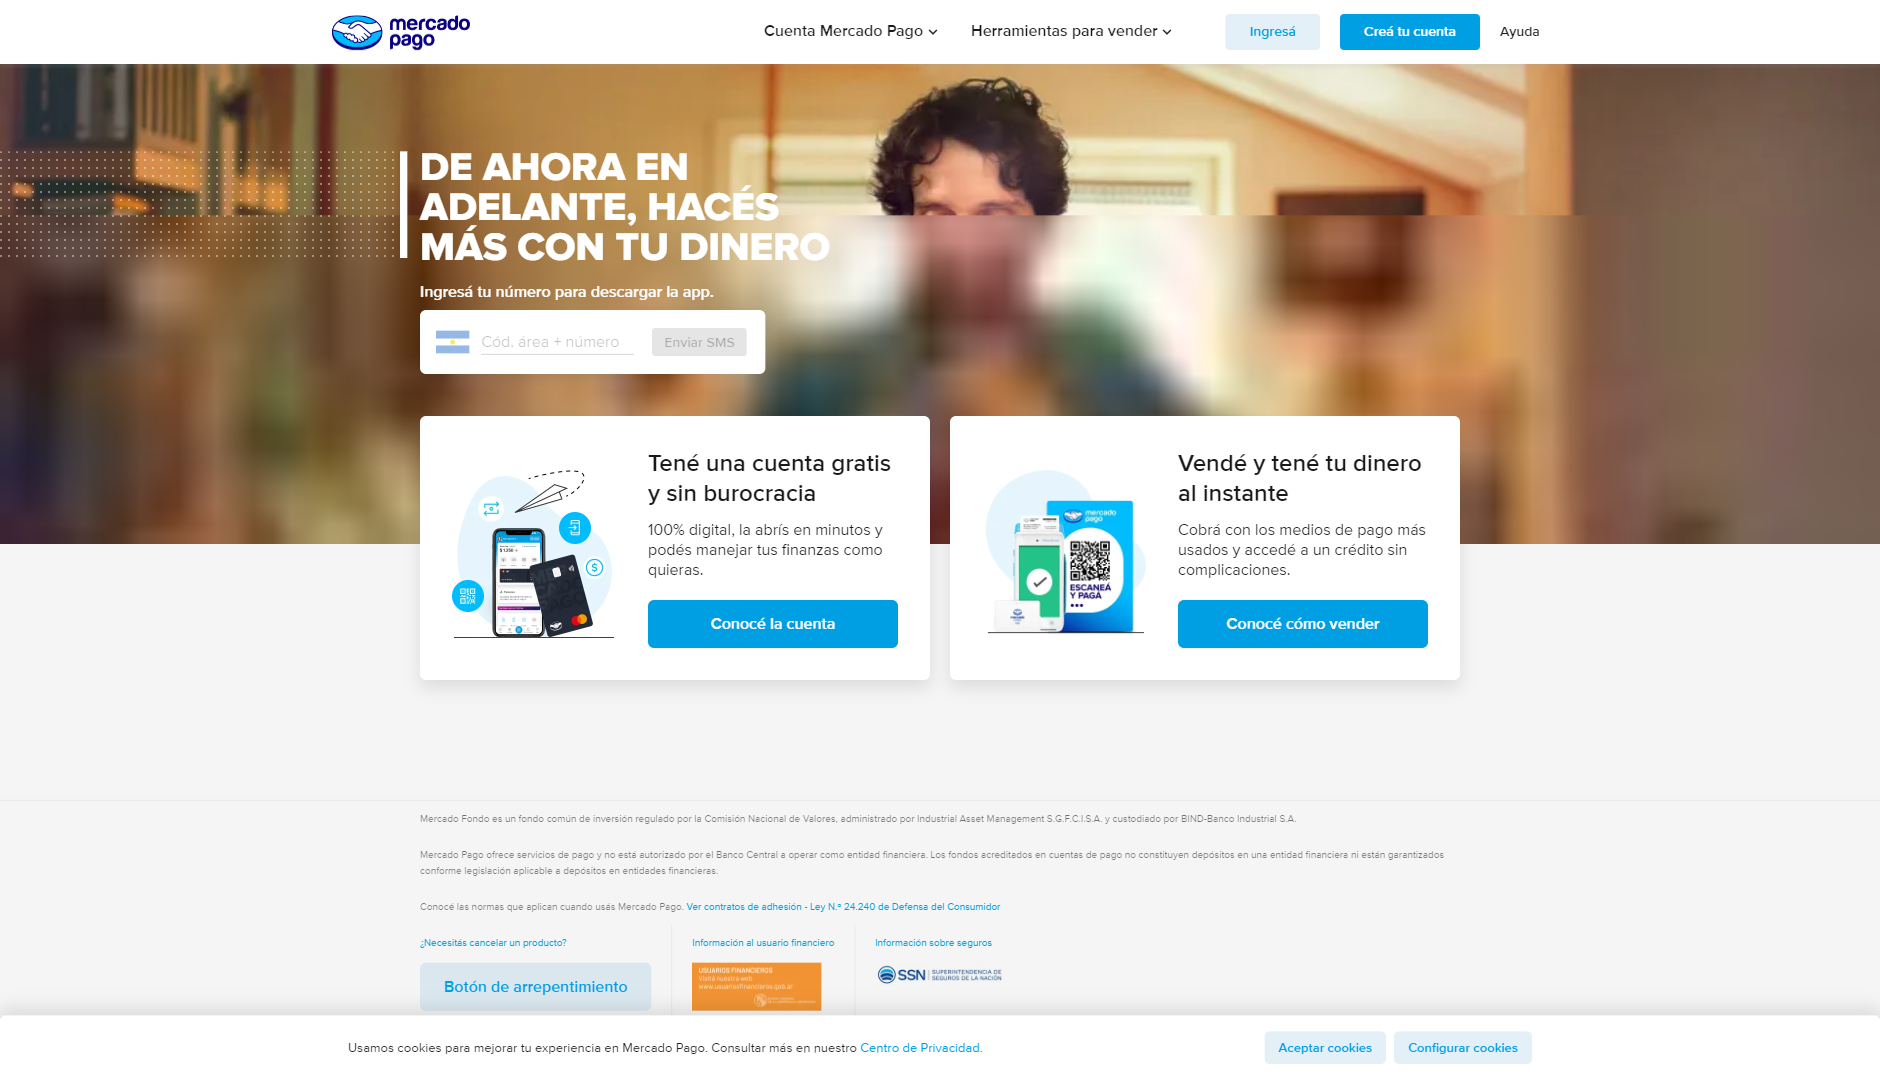 mercado
pago
Cuenta Mercado Pago
Herramientas para vender
Ingresá
Creá tu cuenta
Ayuda
DE AHORA EN
ADELANTE, HACÉS
MÁS CON TU DINERO
Ingresá tu número para descargar la app.
Cód. área + número
Enviar SMS
Tené una cuenta gratis
y sin burocracia
100% digital, la abrís en minutos y
podés manejar tus finanzas como
quieras.
Conocé la cuenta
mercado
pago
ESCANEÁ
Y PAGÁ
Vendé y tené tu dinero
al instante
Cobrá con los medios de pago más
usados y accedé a un crédito sin
complicaciones.
Conocé cómo vender
Mercado Fondo es un fondo común de inversión regulado por la Comisión Nacional de Valores, administrado por Industrial Asset Management S.G.F.C.I.S.A. y custodiado por BIND-Banco Industrial S.A.
Mercado Pago ofrece servicios de pago y no está autorizado por el Banco Central a operar como entidad financiera. Los fondos acreditados en cuentas de pago no constituyen depósitos en una entidad financiera ni están garantizados
conforme legislación aplicable a depósitos en entidades financieras.
Conocé las normas que aplican cuando usás Mercado Pago. Ver contratos de adhesión - Ley N.º 24.240 de Defensa del Consumidor
¿Necesitás cancelar un producto?
Botón de arrepentimiento
Información al usuario financiero
USUARIOS FINANCIEROS
Visitá nuestra web
www.usuariosfinancieros.gob.ar
Información sobre seguros
SSN SUPERINTENDENCIA DE
SEGUROS DE LA NACIÓN
Usamos cookies para mejorar tu experiencia en Mercado Pago. Consultar más en nuestro Centro de Privacidad.
Aceptar cookies
Configurar cookies